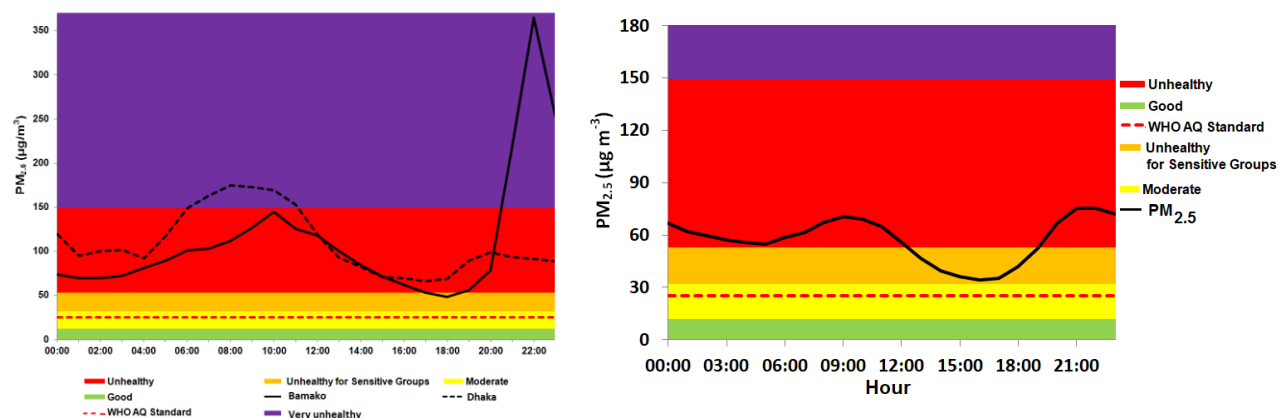 350
300
250
200
150
100
50
0
PM2.5 (µg/m³)
00:00 02:00 04:00 06:00 08:00 10:00 12:00 14:00 16:00 18:00 20:00 22:00
Unhealthy Unhealthy for Sensitive Groups Moderate
Good Bamako Dhaka
WHO AQ Standard Very unhealthy
180
150
120
90
60
30
0
PM2.5 (µg m⁻³)
00:00 03:00 06:00 09:00 12:00 15:00 18:00 21:00
Hour
Unhealthy
Good
WHO AQ Standard
Unhealthy
for Sensitive Groups
Moderate
PM2.5